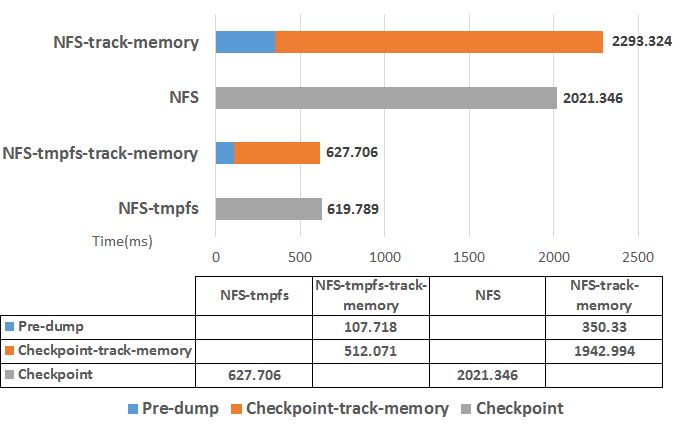 NFS-track-memory 2293.324
NFS 2021.346
NFS-tmpfs-track-memory 627.706
NFS-tmpfs 619.789
Time(ms) 0 500 1000 1500 2000 2500
NFS-tmpfs NFS-tmpfs-track-memory NFS NFS-track-memory
Pre-dump 107.718 350.33
Checkpoint-track-memory 512.071 1942.994
Checkpoint 627.706 2021.346
Pre-dump Checkpoint-track-memory Checkpoint